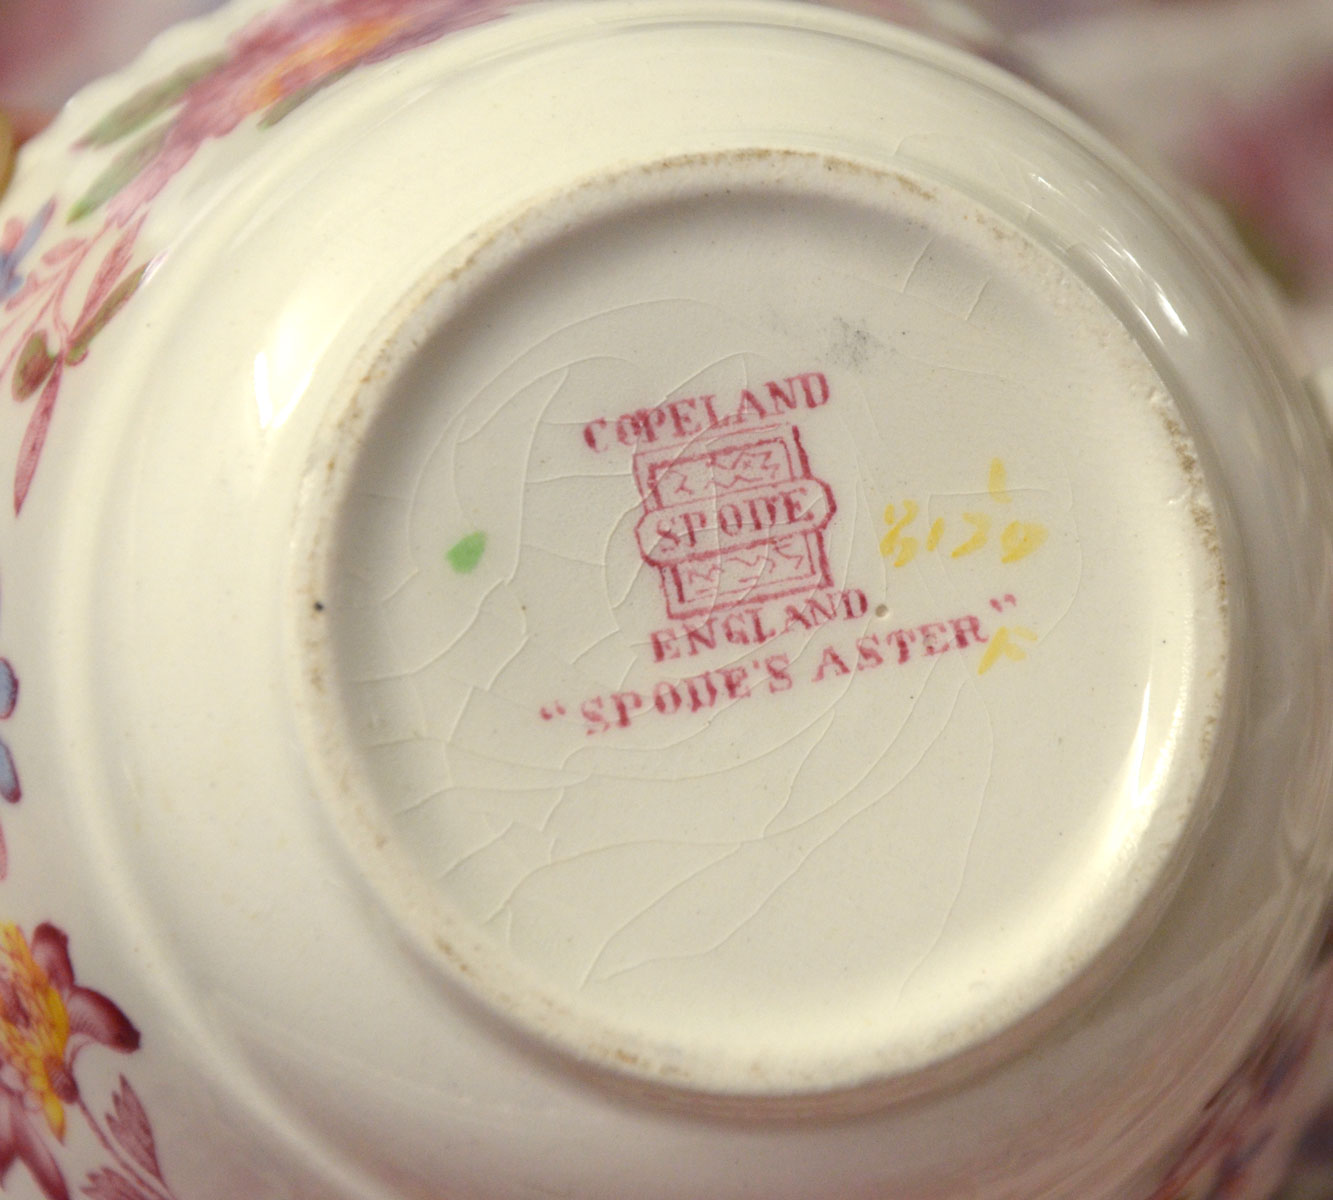 COPELAND
SPODE
ENGLAND
"SPODE'S ASTER"